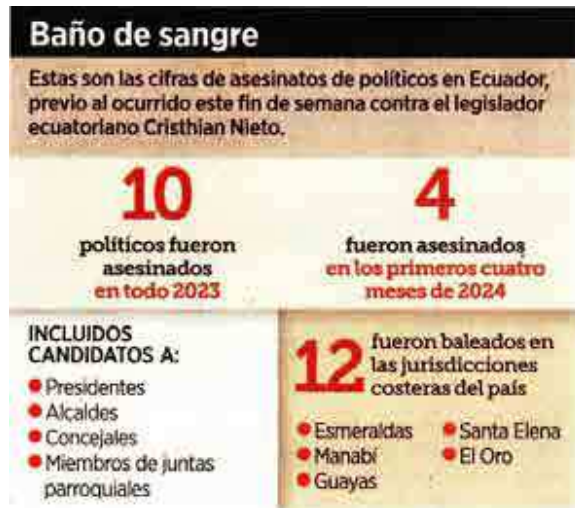 Baño de sangre
Estas son las cifras de asesinatos de políticos en Ecuador,
previo al ocurrido este fin de semana contra el legislador
ecuatoriano Cristhian Nieto.
10
políticos fueron
asesinados
en todo 2023
4
fueron asesinados
en los primeros cuatro
meses de 2024
INCLUIDOS
CANDIDATOS A:
Presidentes
Alcaldes
Concejales
Miembros de juntas
parroquiales
12
fueron baleados en
las jurisdicciones
costeras del país
Esmeraldas
Manabí
Guayas
Santa Elena
El Oro